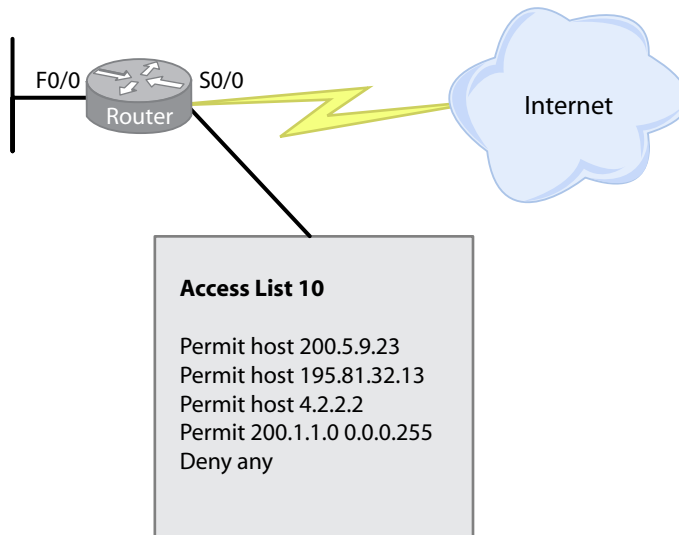 F0/0
S0/0
Router
Internet
Access List 10
Permit host 200.5.9.23
Permit host 195.81.32.13
Permit host 4.2.2.2
Permit 200.1.1.0 0.0.0.255
Deny any